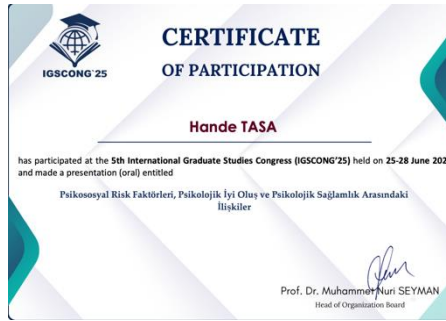 IGSCONG'25
CERTIFICATE
OF PARTICIPATION
Hande TASA
has participated at the 5th International Graduate Studies Congress (IGSCONG'25) held on 25-28 June 202
and made a presentation (oral) entitled
Psikososyal Risk Faktörleri, Psikolojik İyi Oluş ve Psikolojik Sağlamlık Arasındaki
İlişkiler
Prof. Dr. Muhammet Nuri SEYMAN
Head of Organization Board